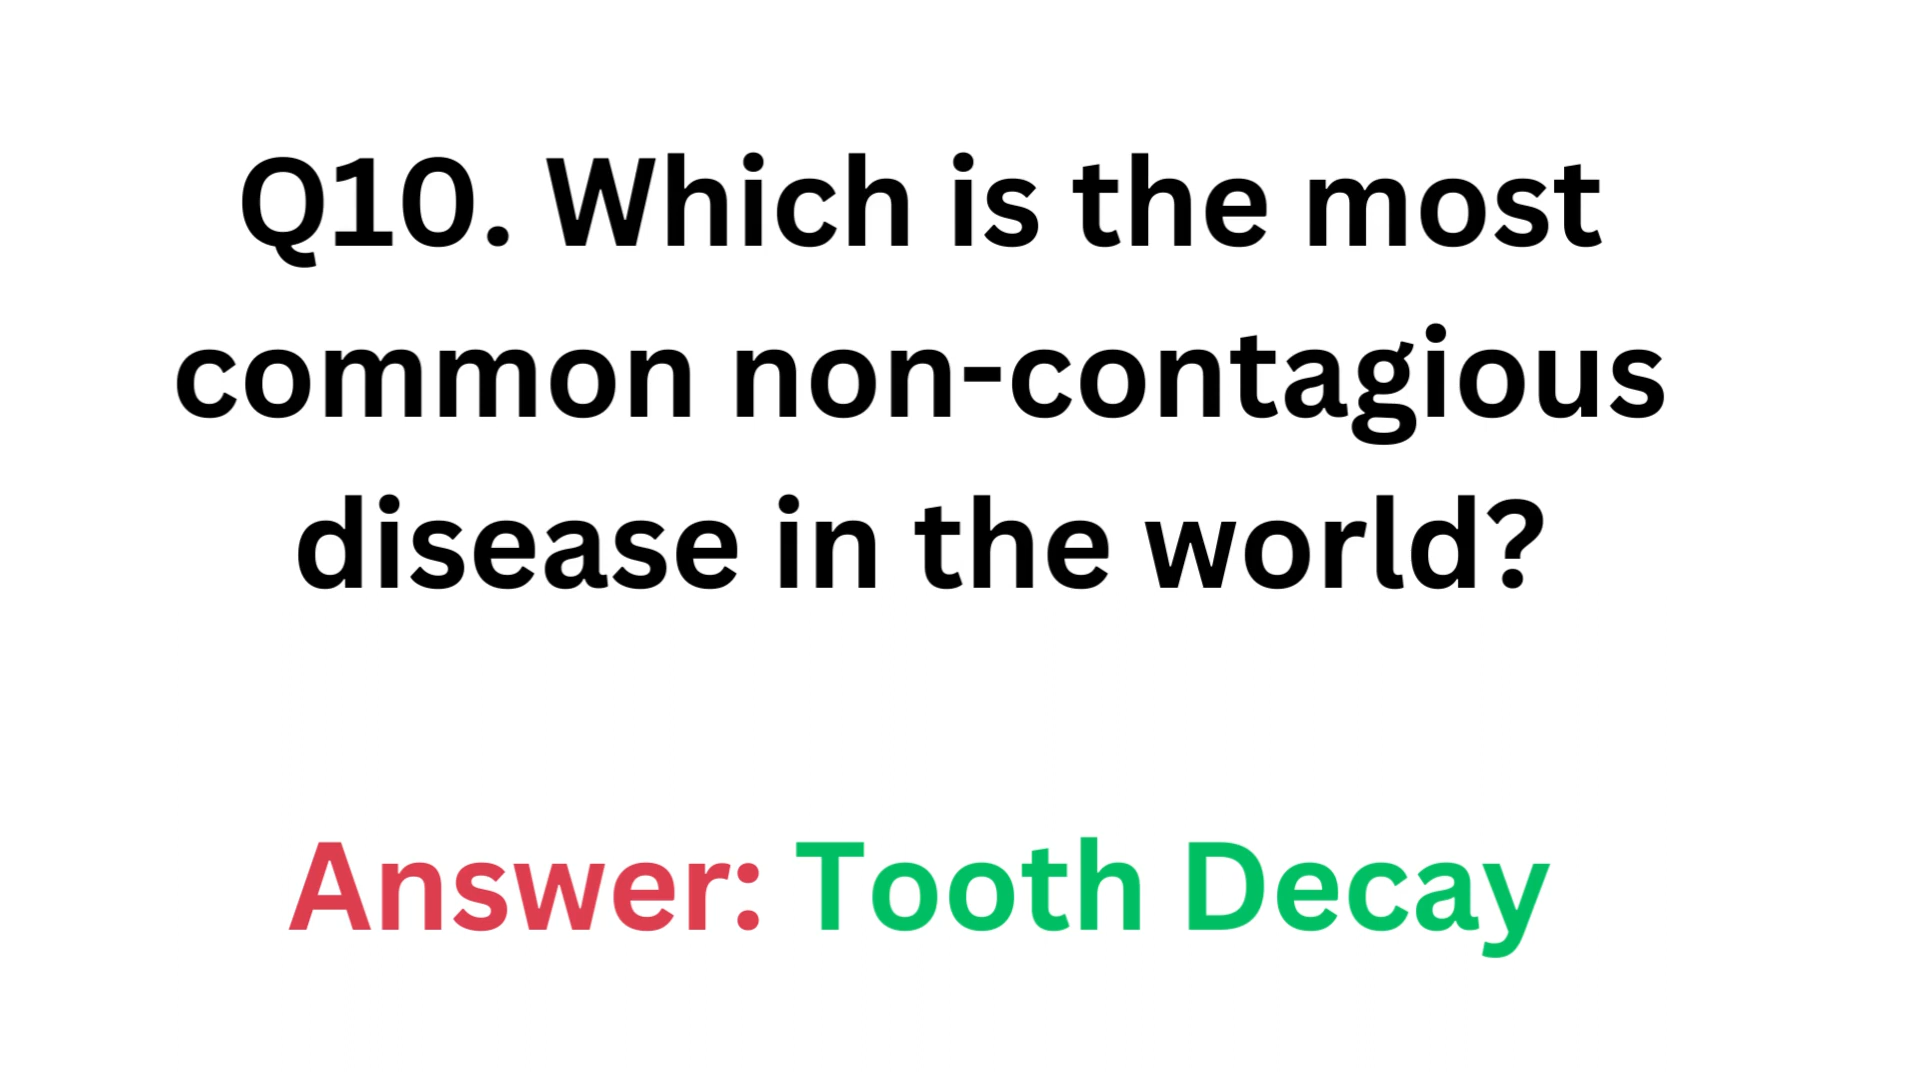 Q10. Which is the most
common non-contagious
disease in the world?
Answer: Tooth Decay